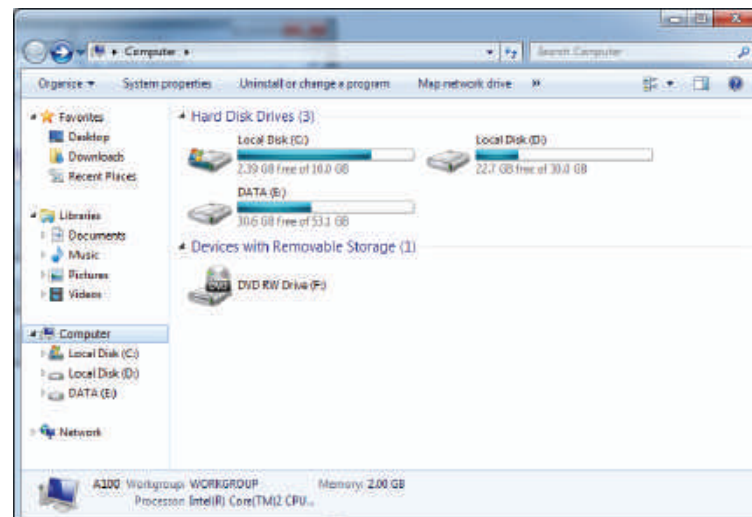 Computer
Search Computer
Organize
System properties
Uninstall or change a program
Map network drive
»
Favorites
Desktop
Downloads
Recent Places
Libraries
Documents
Music
Pictures
Videos
Computer
Local Disk (C:)
Local Disk (D:)
DATA (E:)
Network
Hard Disk Drives (3)
Local Disk (C:)
2.39 GB free of 10.0 GB
Local Disk (D:)
22.7 GB free of 30.0 GB
DATA (E:)
30.6 GB free of 53.1 GB
Devices with Removable Storage (1)
DVD
DVD RW Drive (F:)
A100 Workgroup: WORKGROUP Memory: 2.00 GB
Processor: Intel(R) Core(TM)2 CPU...